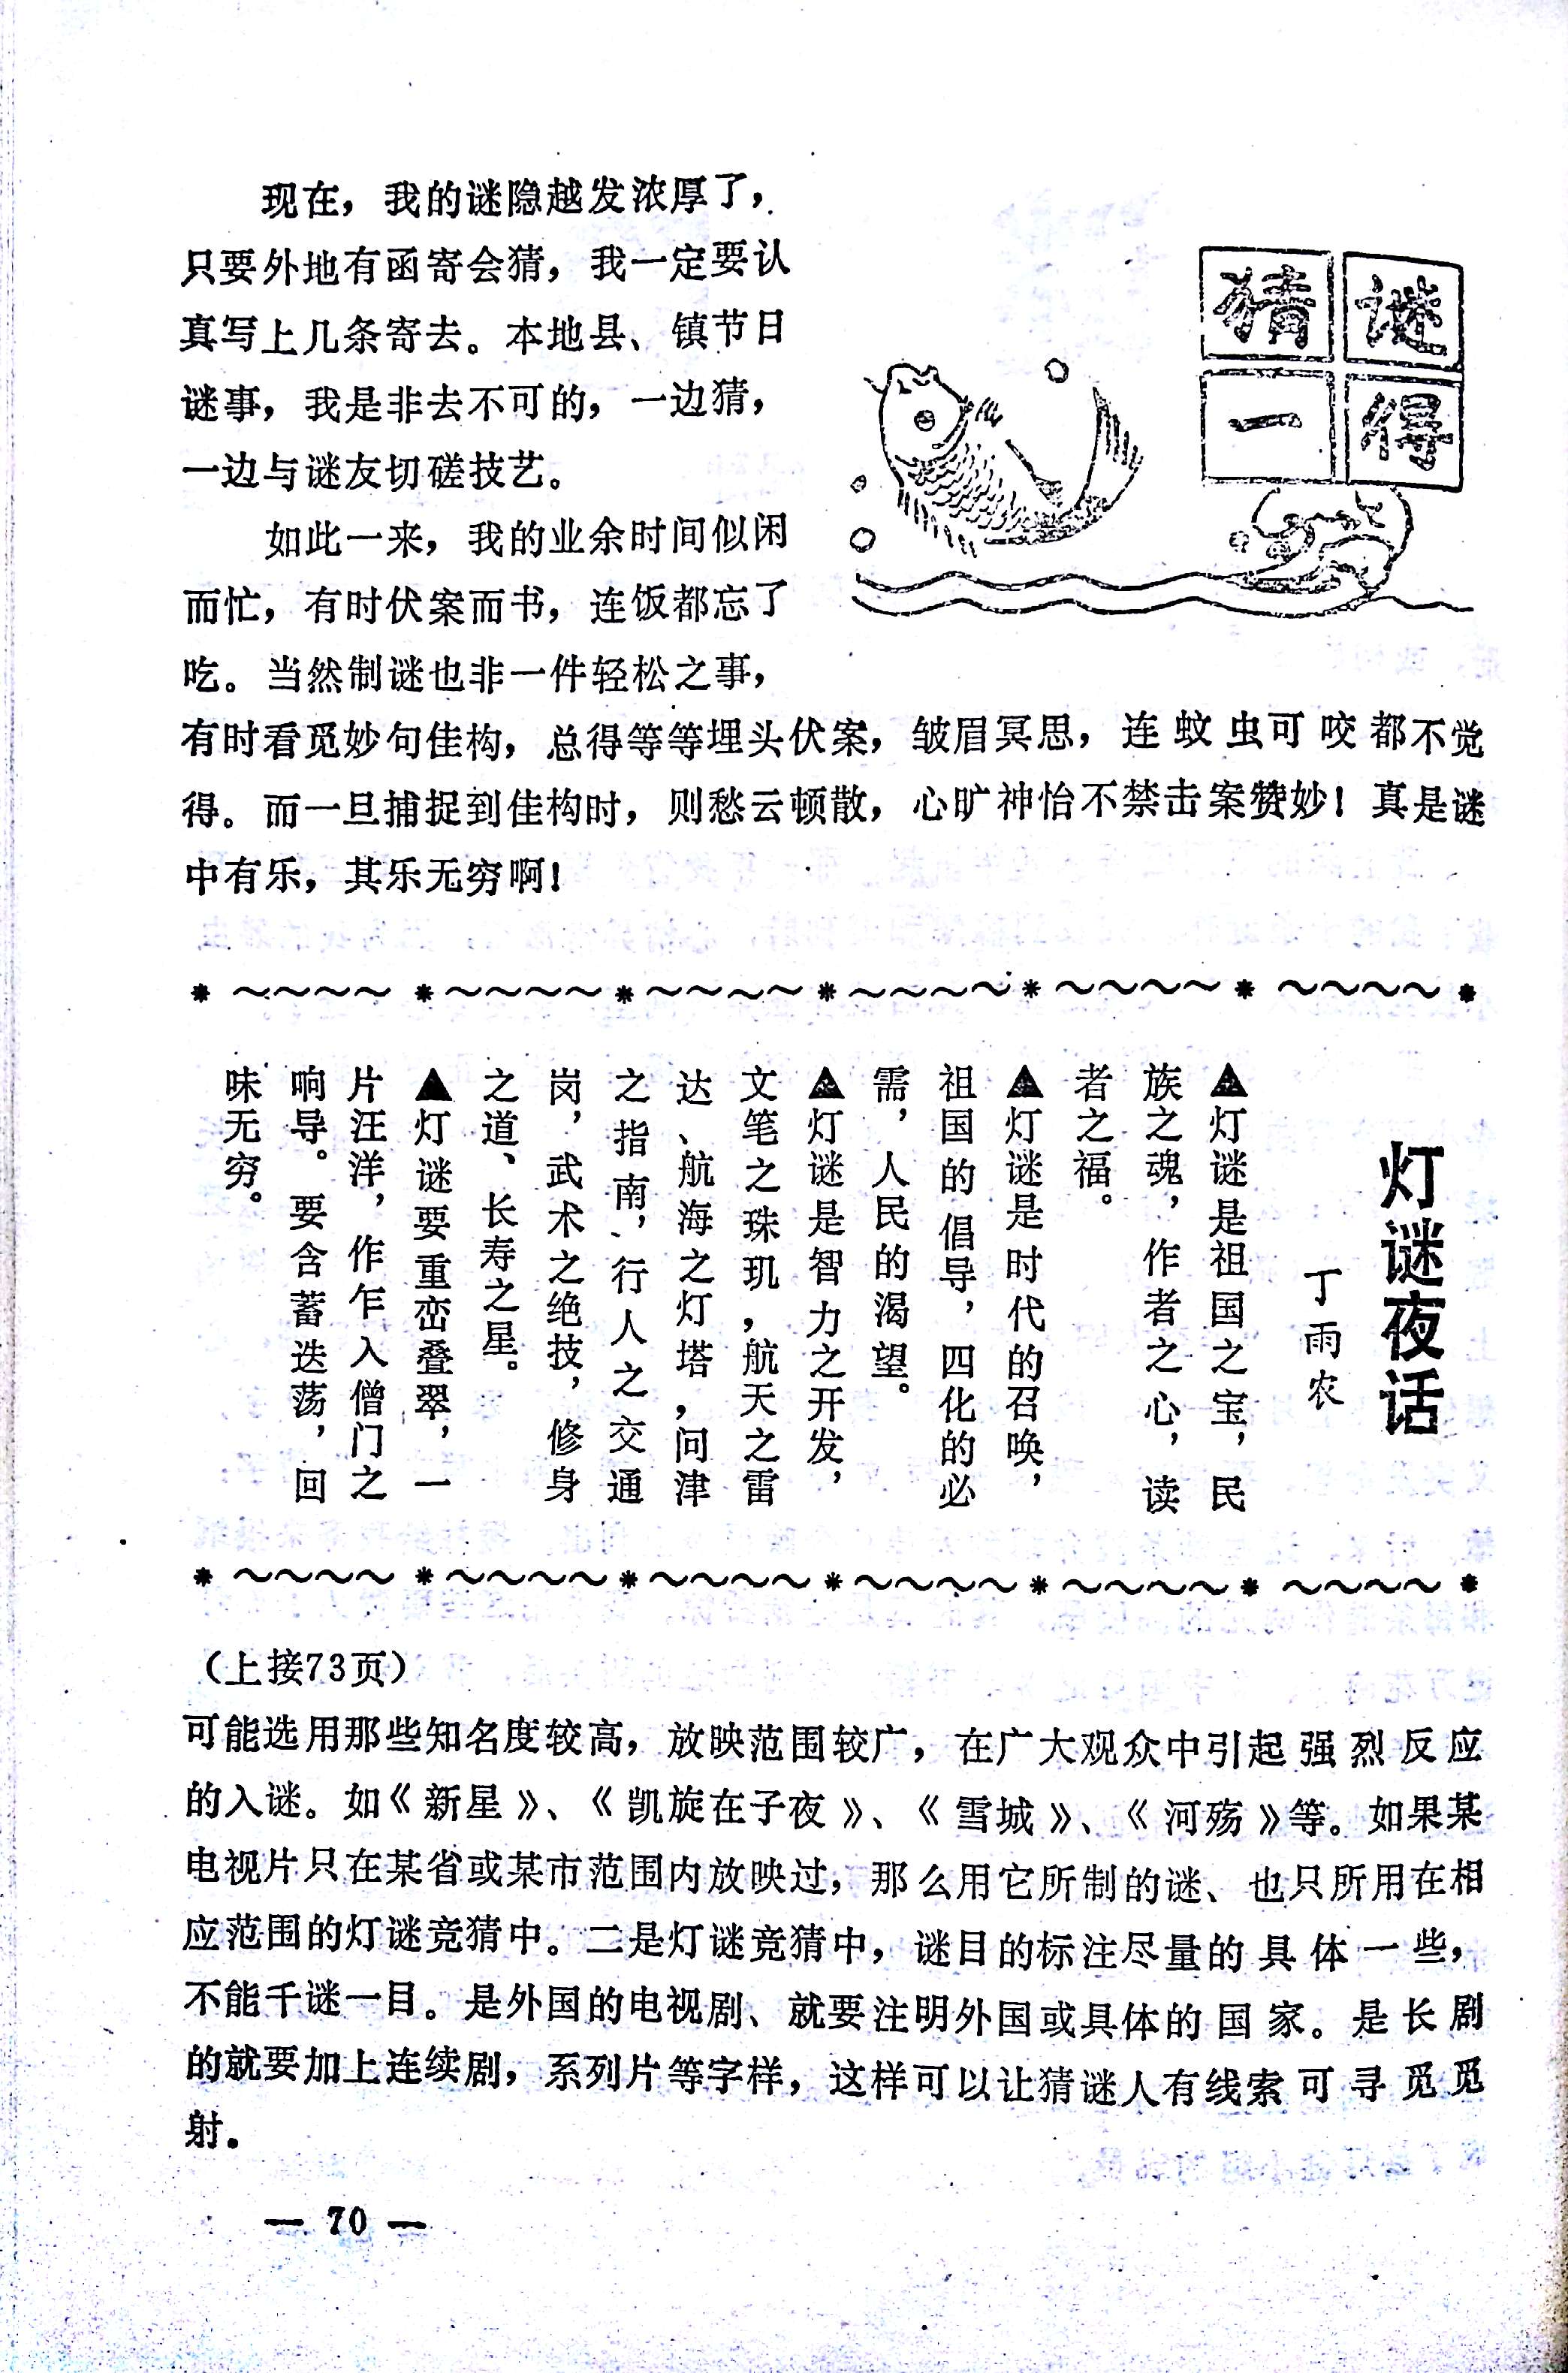 现在，我的谜隐越发浓厚了，
只要外地有函寄会猜，我一定要认
真写上几条寄去。本地县、镇节日
谜事，我是非去不可的，一边猜，
一边与谜友切磋技艺。
如此一来，我的业余时间似闲
而忙，有时伏案而书，连饭都忘了
吃。当然制谜也非一件轻松之事，
猜谜
一得
有时看觅妙句佳构，总得等等埋头伏案，皱眉冥思，连蚊虫可咬都不觉
得。而一旦捕捉到佳构时，则愁云顿散，心旷神怡不禁击案赞妙！真是谜
中有乐，其乐无穷啊！
灯谜夜话
丁雨农
▲灯谜是祖国之宝，民
族之魂，作者之心，读
者之福。
▲灯谜是时代的召唤，
祖国的倡导，四化的必
需，人民的渴望。
▲灯谜是智力之开发，
文笔之珠玑，航天之雷
达、航海之灯塔，问津
之指南，行人之交通
岗，武术之绝技，修身
之道、长寿之星。
▲灯谜要重峦叠翠，一
片汪洋，作乍入僧门之
响导。要含蓄迭荡，回
味无穷。
（上接73页）
可能选用那些知名度较高，放映范围较广，在广大观众中引起强烈反应
的入谜。如《新星》、《凯旋在子夜》、《雪城》、《河殇》等。如果某
电视片只在某省或某市范围内放映过，那么用它所制的谜、也只所用在相
应范围的灯谜竞猜中。二是灯谜竞猜中，谜目的标注尽量的具体一些，
不能千谜一目。是外国的电视剧、就要注明外国或具体的国家。是长剧
的就要加上连续剧，系列片等字样，这样可以让猜谜人有线索可寻觅觅
射。
— 70 —